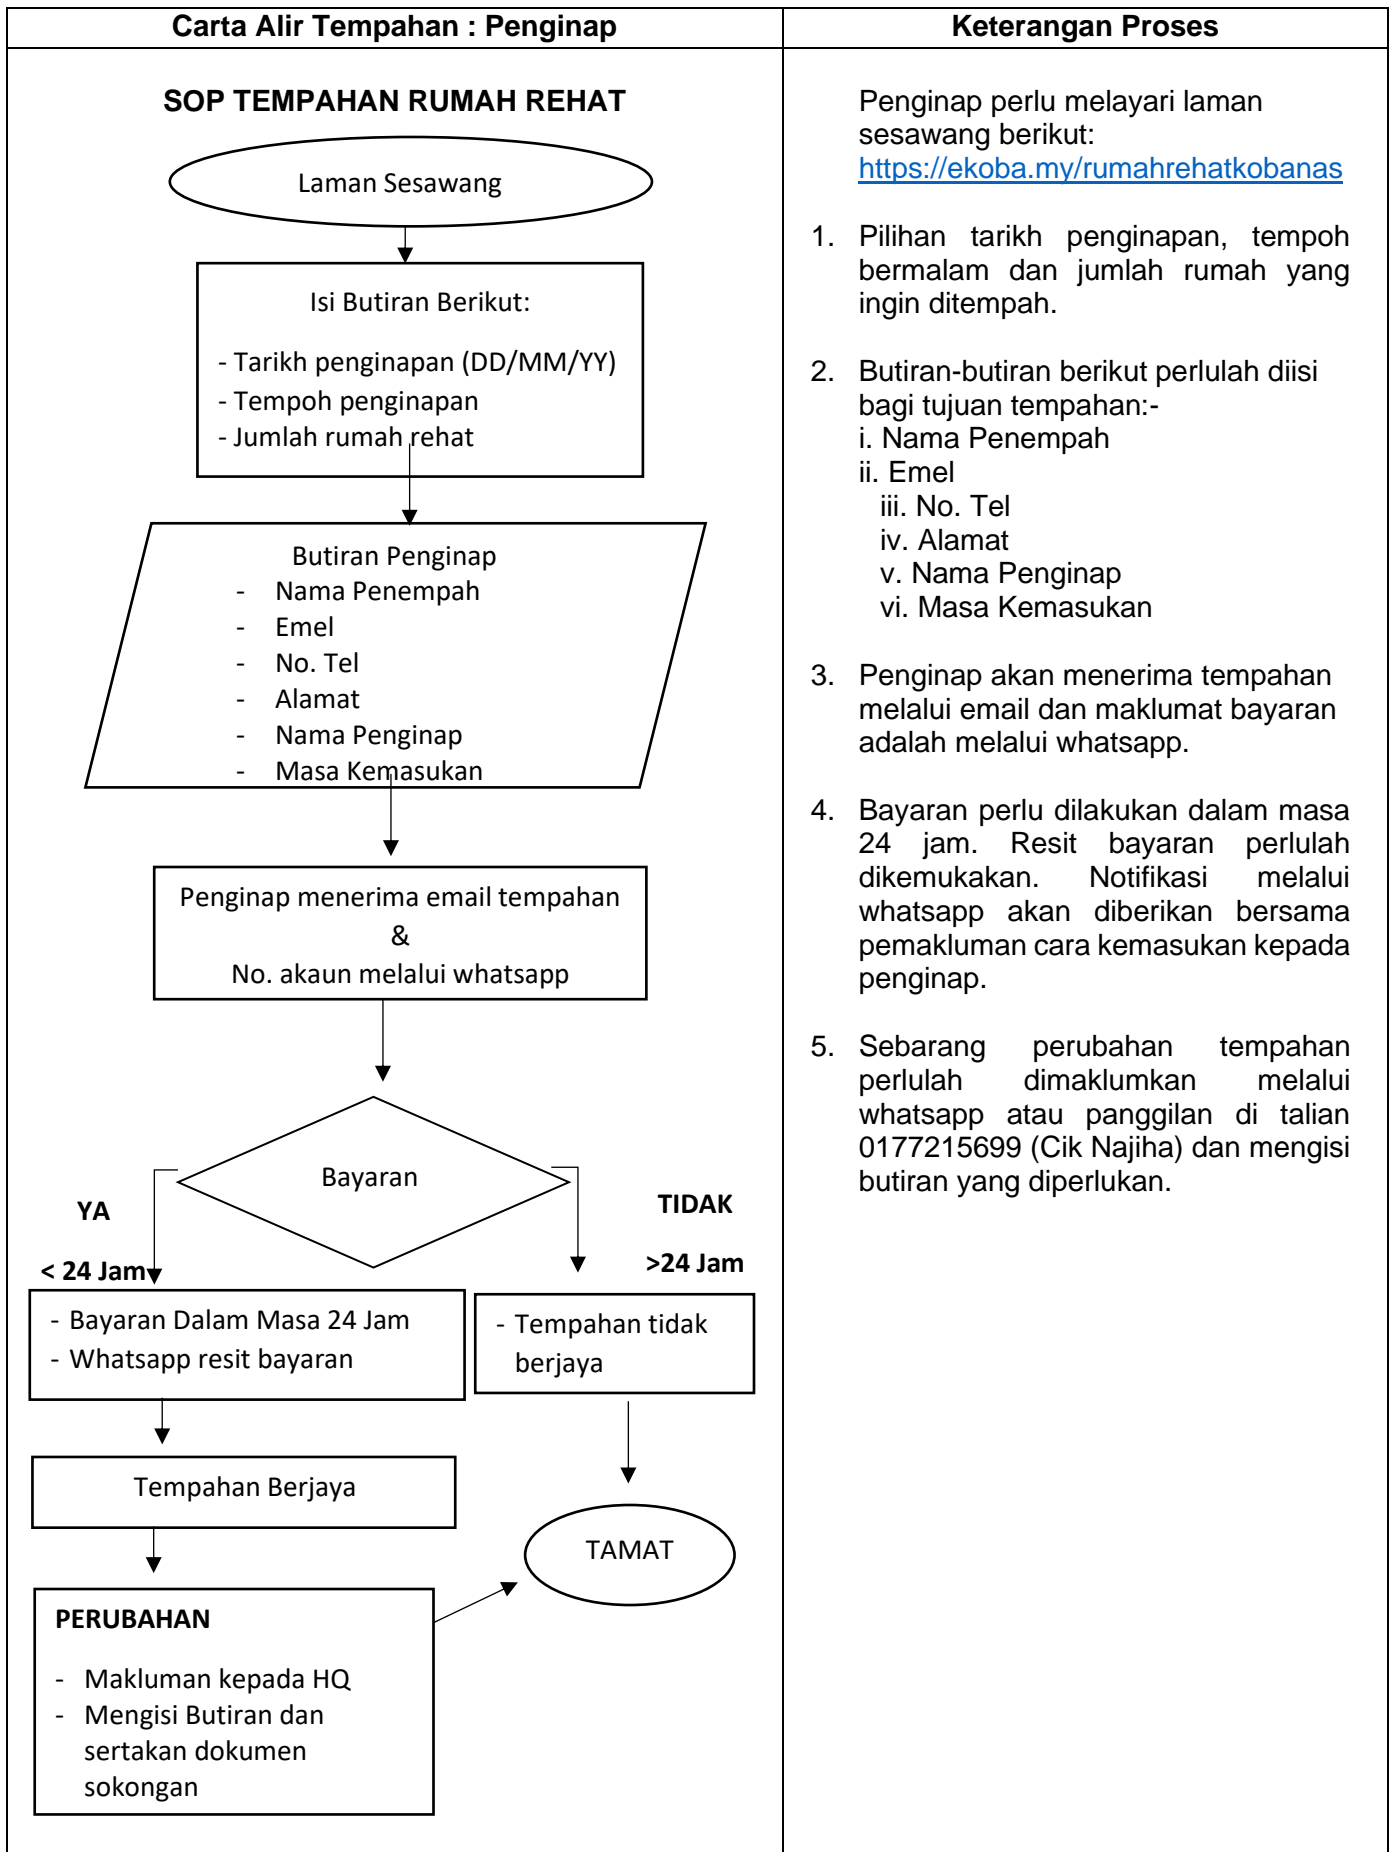 Carta Alir Tempahan : Penginap
Keterangan Proses
SOP TEMPAHAN RUMAH REHAT
Laman Sesawang
Isi Butiran Berikut:
- Tarikh penginapan (DD/MM/YY)
- Tempoh penginapan
- Jumlah rumah rehat
Butiran Penginap
- Nama Penempah
- Emel
- No. Tel
- Alamat
- Nama Penginap
- Masa Kemasukan
Penginap menerima email tempahan
&
No. akaun melalui whatsapp
Bayaran
YA
< 24 Jam
TIDAK
>24 Jam
- Bayaran Dalam Masa 24 Jam
- Whatsapp resit bayaran
- Tempahan tidak
berjaya
Tempahan Berjaya
TAMAT
PERUBAHAN
- Makluman kepada HQ
- Mengisi Butiran dan
sertakan dokumen
sokongan
Penginap perlu melayari laman
sesawang berikut:
https://ekoba.my/rumahrehatkobanas
1. Pilihan tarikh penginapan, tempoh
bermalam dan jumlah rumah yang
ingin ditempah.
2. Butiran-butiran berikut perlulah diisi
bagi tujuan tempahan:-
i. Nama Penempah
ii. Emel
iii. No. Tel
iv. Alamat
v. Nama Penginap
vi. Masa Kemasukan
3. Penginap akan menerima tempahan
melalui email dan maklumat bayaran
adalah melalui whatsapp.
4. Bayaran perlu dilakukan dalam masa
24 jam. Resit bayaran perlulah
dikemukakan. Notifikasi melalui
whatsapp akan diberikan bersama
pemakluman cara kemasukan kepada
penginap.
5. Sebarang perubahan tempahan
perlulah dimaklumkan melalui
whatsapp atau panggilan di talian
0177215699 (Cik Najiha) dan mengisi
butiran yang diperlukan.